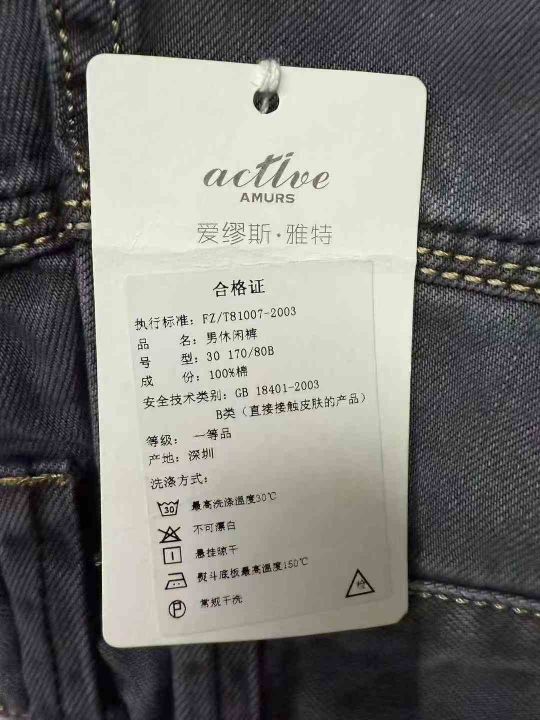 active
AMURS
爱缪斯·雅特
合格证
执行标准：FZ/T81007-2003
品 名：男休闲裤
号 型：30 170/80B
成 份：100%棉
安全技术类别：GB 18401-2003
B类（直接接触皮肤的产品）
等级： 一等品
产地：深圳
洗涤方式：
30 最高洗涤温度30℃
不可漂白
悬挂晾干
熨斗底板最高温度150℃
P 常规干洗
检